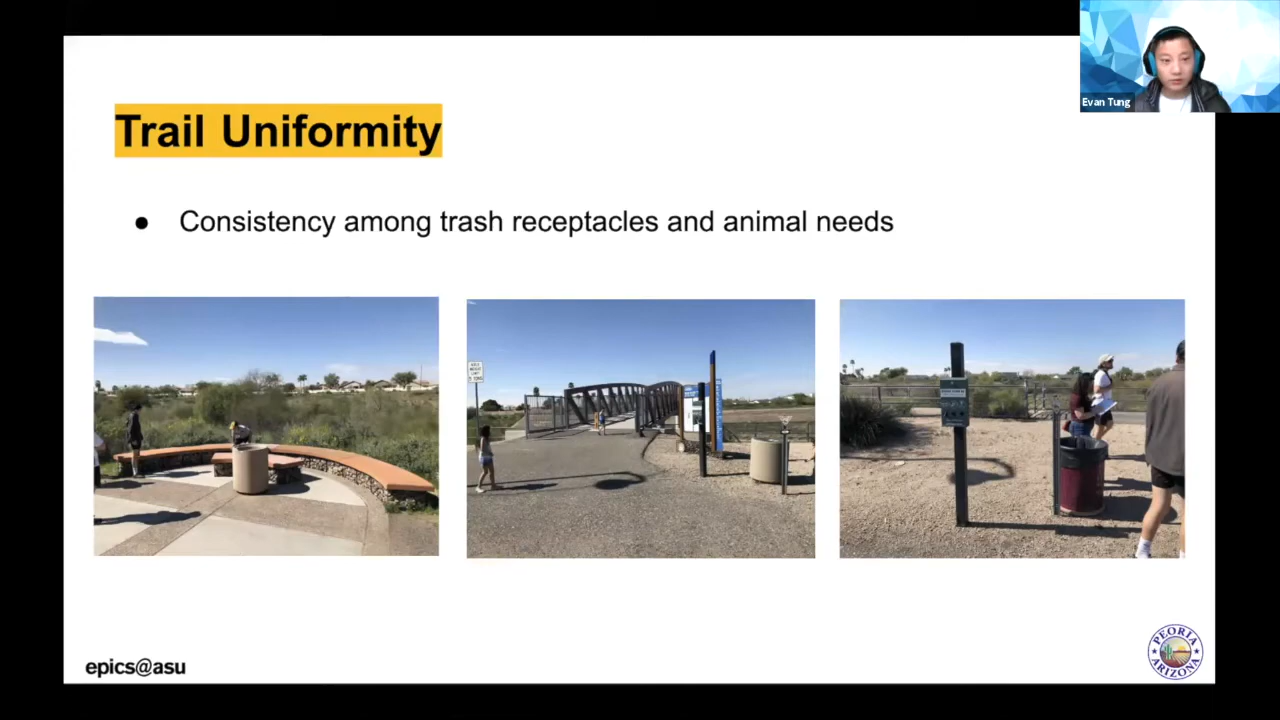 Evan Tung
Trail Uniformity
● Consistency among trash receptacles and animal needs
epics@asu
PEORIA
ARIZONA